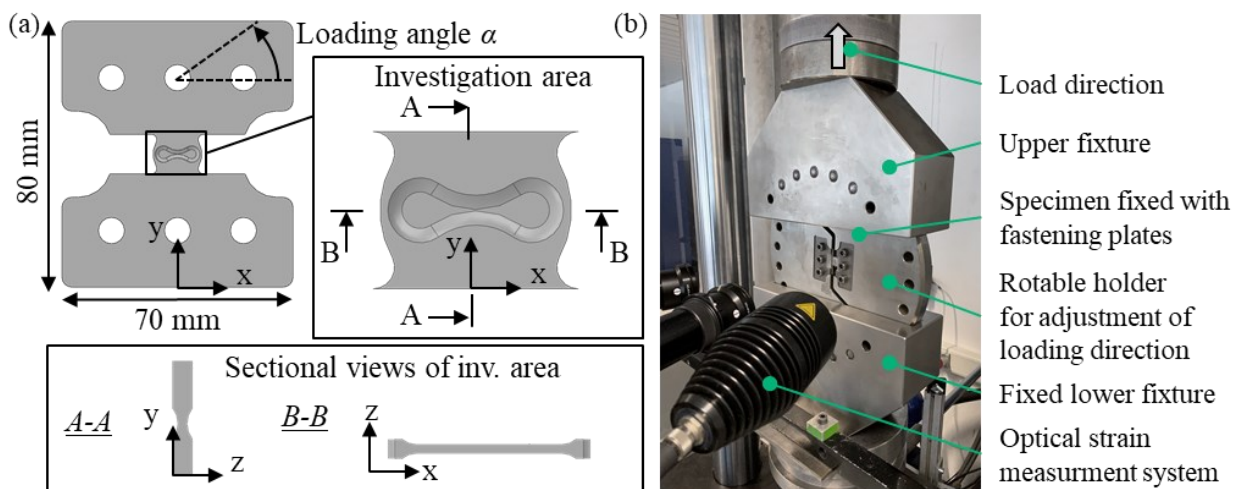 (a)
Loading angle α
80 mm
70 mm
y
x
Investigation area
A
B
B
y
x
A
Sectional views of inv. area
A-A
y
z
B-B
z
x
(b)
Load direction
Upper fixture
Specimen fixed with
fastening plates
Rotable holder
for adjustment of
loading direction
Fixed lower fixture
Optical strain
measurment system